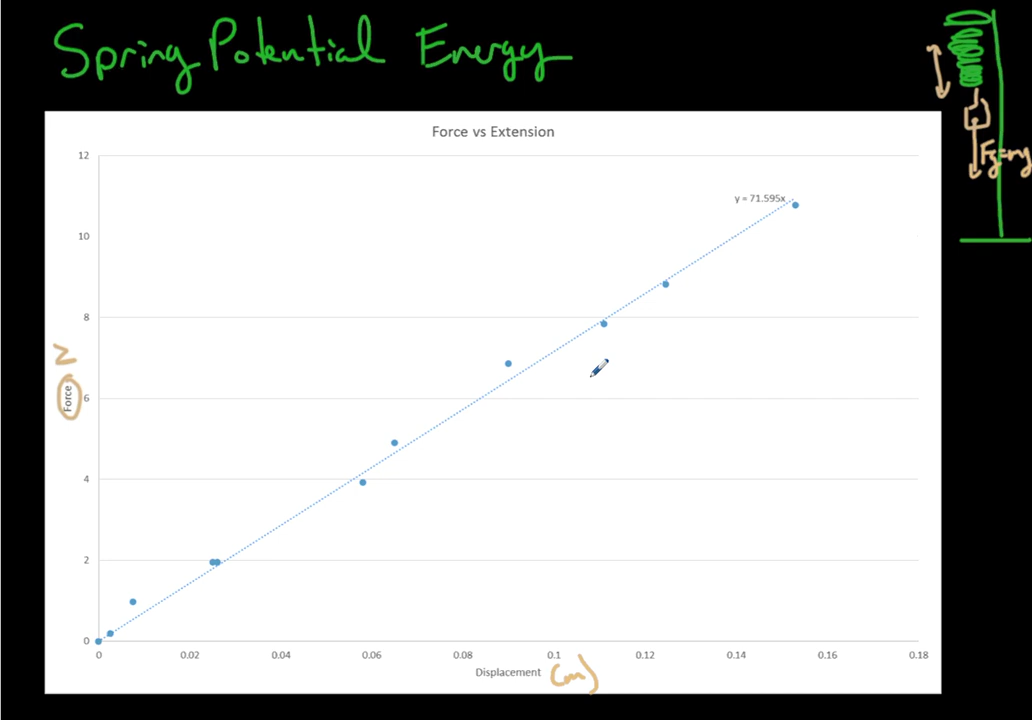 Spring Potential Energy
Force vs Extension
12
10
8
6
4
2
0
y = 71.595x
N
Force
0 0.02 0.04 0.06 0.08 0.1 0.12 0.14 0.16 0.18
Displacement (m)
Fg=mg